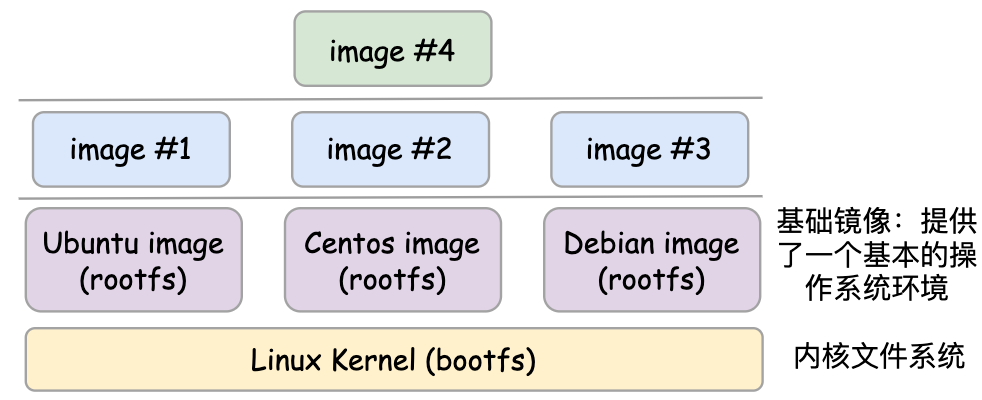 image #4
image #1
image #2
image #3
Ubuntu image
(rootfs)
Centos image
(rootfs)
Debian image
(rootfs)
基础镜像：提供
了一个基本的操
作系统环境
Linux Kernel (bootfs)
内核文件系统